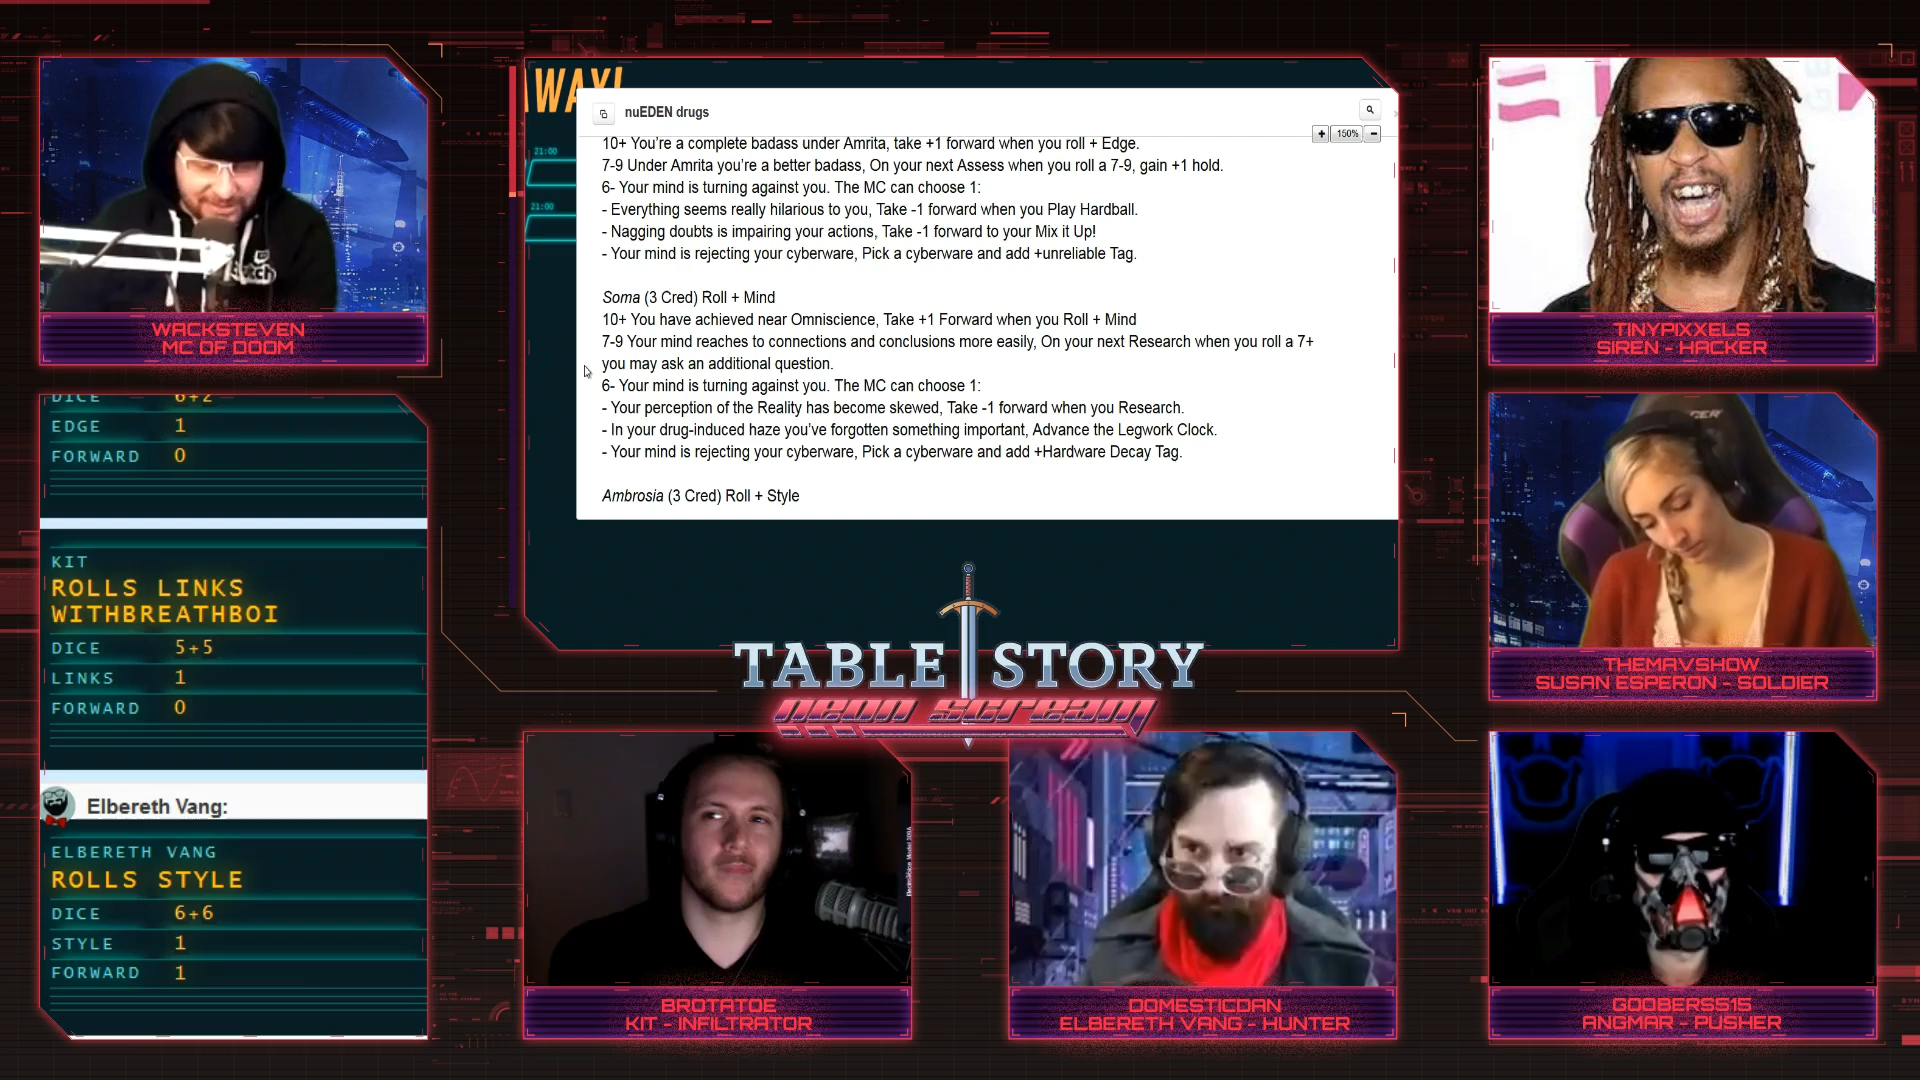 WACKSTEVEN
MC OF DOOM
DICE 6+2
EDGE 1
FORWARD 0
KIT
ROLLS LINKS
WITHBREATHBOI
DICE 5+5
LINKS 1
FORWARD 0
Elbereth Vang:
ELBERETH VANG
ROLLS STYLE
DICE 6+6
STYLE 1
FORWARD 1
WAY!
21:00
21:00
nuEDEN drugs
+ 150% -
10+ You're a complete badass under Amrita, take +1 forward when you roll + Edge.
7-9 Under Amrita you're a better badass, On your next Assess when you roll a 7-9, gain +1 hold.
6- Your mind is turning against you. The MC can choose 1:
- Everything seems really hilarious to you, Take -1 forward when you Play Hardball.
- Nagging doubts is impairing your actions, Take -1 forward to your Mix it Up!
- Your mind is rejecting your cyberware, Pick a cyberware and add +unreliable Tag.
Soma (3 Cred) Roll + Mind
10+ You have achieved near Omniscience, Take +1 Forward when you Roll + Mind
7-9 Your mind reaches to connections and conclusions more easily, On your next Research when you roll a 7+
you may ask an additional question.
6- Your mind is turning against you. The MC can choose 1:
- Your perception of the Reality has become skewed, Take -1 forward when you Research.
- In your drug-induced haze you've forgotten something important, Advance the Legwork Clock.
- Your mind is rejecting your cyberware, Pick a cyberware and add +Hardware Decay Tag.
Ambrosia (3 Cred) Roll + Style
TABLE STORY
neon scream
TINYPIXXELS
SIREN - HACKER
THEMAVSHOW
SUSAN ESPERON - SOLDIER
BROTATOE
KIT - INFILTRATOR
DOMESTICDAN
ELBERETH VANG - HUNTER
GOOBERS515
ANGMAR - PUSHER